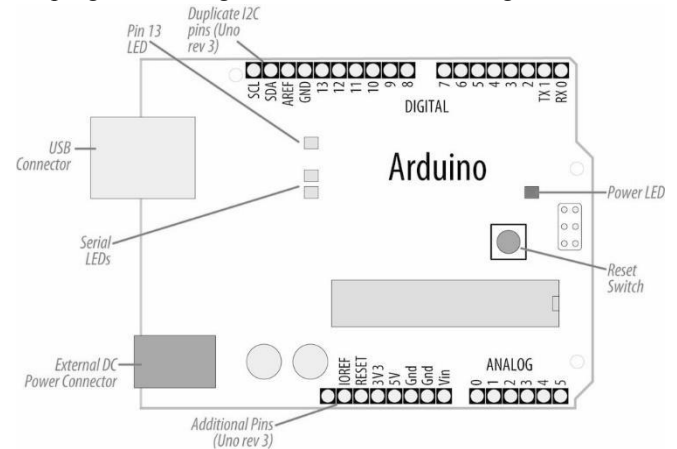 Duplicate I2C
pins (Uno
rev 3)
Pin 13
LED
SCL
SDA
AREF
GND
13
12
11
10
9
8
7
6
5
4
3
2
TX 1
RX 0
DIGITAL
USB
Connector
Arduino
Power LED
Serial
LEDs
Reset
Switch
External DC
Power Connector
IOREF
RESET
3V3
5V
Gnd
Gnd
Vin
ANALOG
0
1
2
3
4
5
Additional Pins
(Uno rev 3)